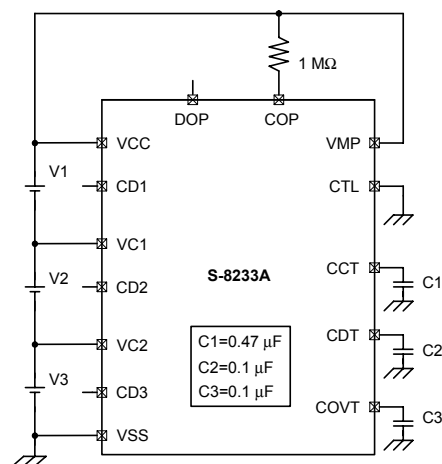 1 MΩ
DOP
COP
VCC
VMP
V1
CD1
CTL
VC1
S-8233A
CCT
C1
V2
CD2
C1=0.47 µF
C2=0.1 µF
C3=0.1 µF
CDT
C2
VC2
V3
CD3
COVT
C3
VSS